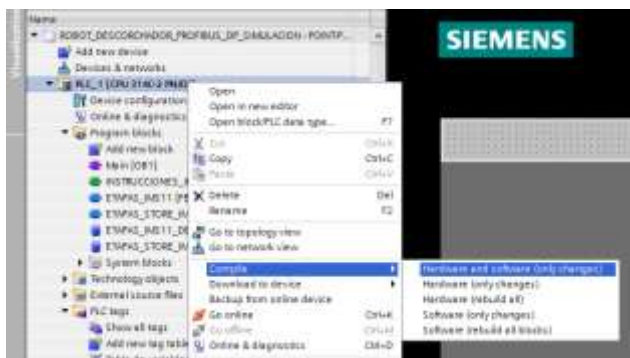 Name
ROBOT_DESCORCHADOR_PROFIBUS_DP_SIMULACION - POINTP...
Add new device
Devices & networks
PLC_1 [CPU 314C-2 PN/DP]
Device configuration
Online & diagnostics
Program blocks
Add new block
Main [OB1]
INSTRUCCIONES_
ETAPAS_INS11 [FB
ETAPAS_STORE_IN
ETAPAS_INS11_DB
ETAPAS_STORE_IN
System blocks
Technology objects
External source files
PLC tags
Show all tags
Add new tag table
SIEMENS
Open
Open in new editor
Open block/PLC data type... F7
Cut Ctrl+X
Copy Ctrl+C
Paste Ctrl+V
Delete Del
Rename F2
Go to topology view
Go to network view
Compile
Download to device
Backup from online device
Go online Ctrl+K
Go offline Ctrl+M
Online & diagnostics Ctrl+D
Hardware and software (only changes)
Hardware (only changes)
Hardware (rebuild all)
Software (only changes)
Software (rebuild all blocks)